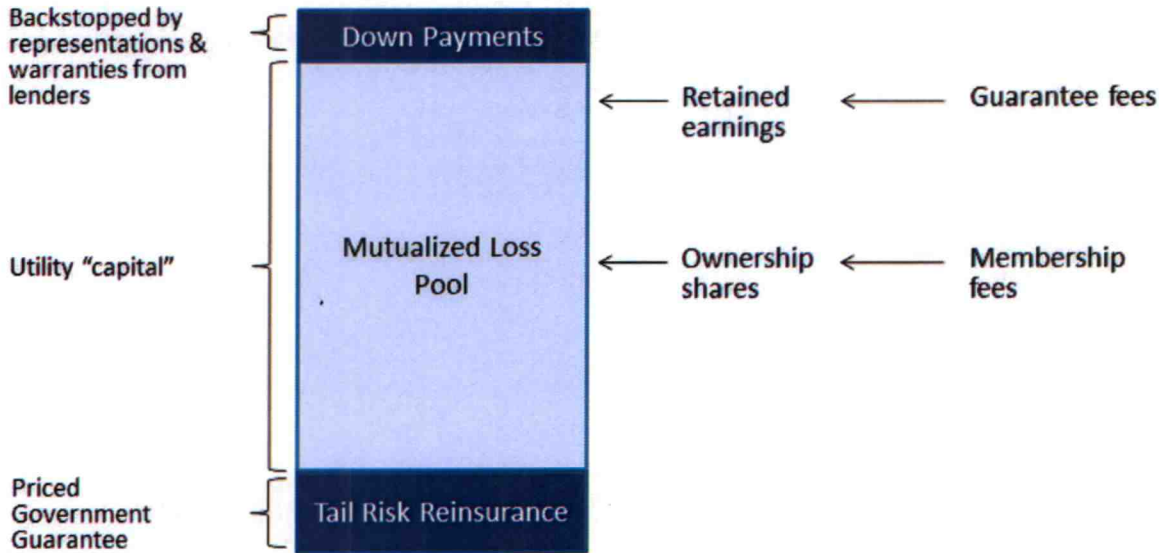 Backstopped by
representations &
warranties from
lenders
Down Payments
Retained
earnings
Guarantee fees
Utility "capital"
Mutualized Loss
Pool
Ownership
shares
Membership
fees
Priced
Government
Guarantee
Tail Risk Reinsurance